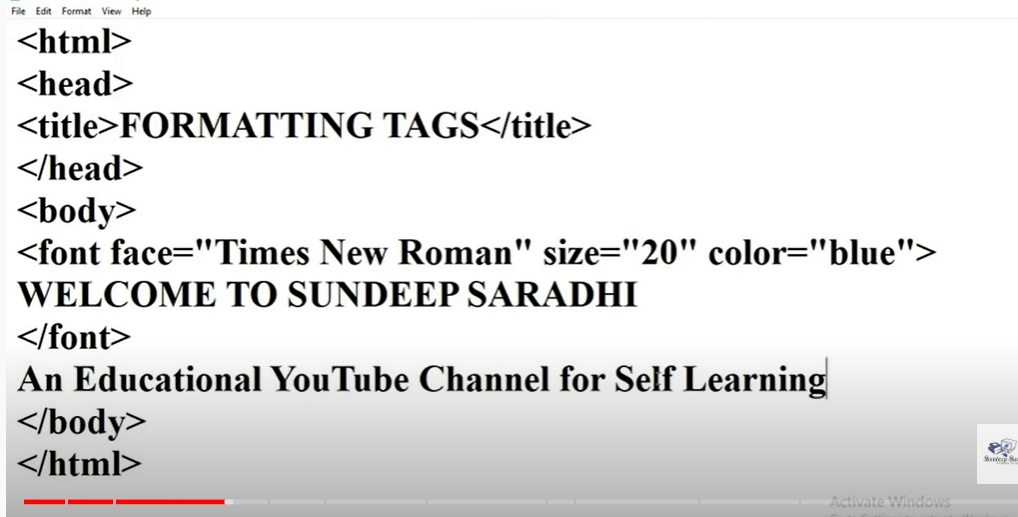 File Edit Format View Help
<html>
<head>
<title>FORMATTING TAGS</title>
</head>
<body>
<font face="Times New Roman" size="20" color="blue">
WELCOME TO SUNDEEP SARADHI
</font>
An Educational YouTube Channel for Self Learning
</body>
</html>
Activate Windows